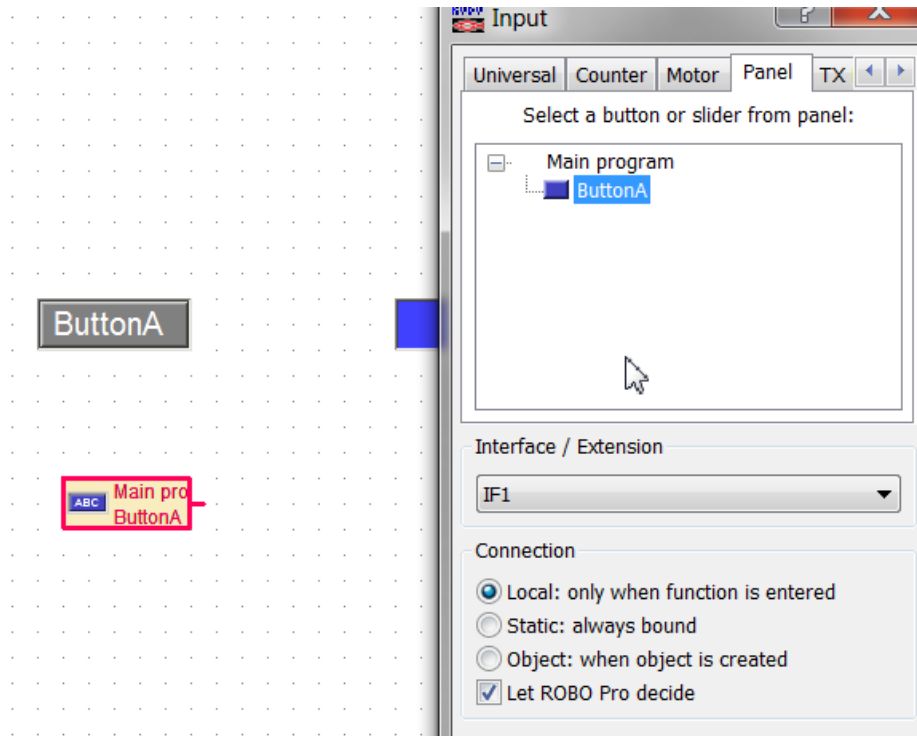 ROBO
Input
?
X
Universal Counter Motor Panel TX
Select a button or slider from panel:
Main program
ButtonA
ButtonA
Interface / Extension
IF1
ABC Main pro
ButtonA
Connection
Local: only when function is entered
Static: always bound
Object: when object is created
Let ROBO Pro decide